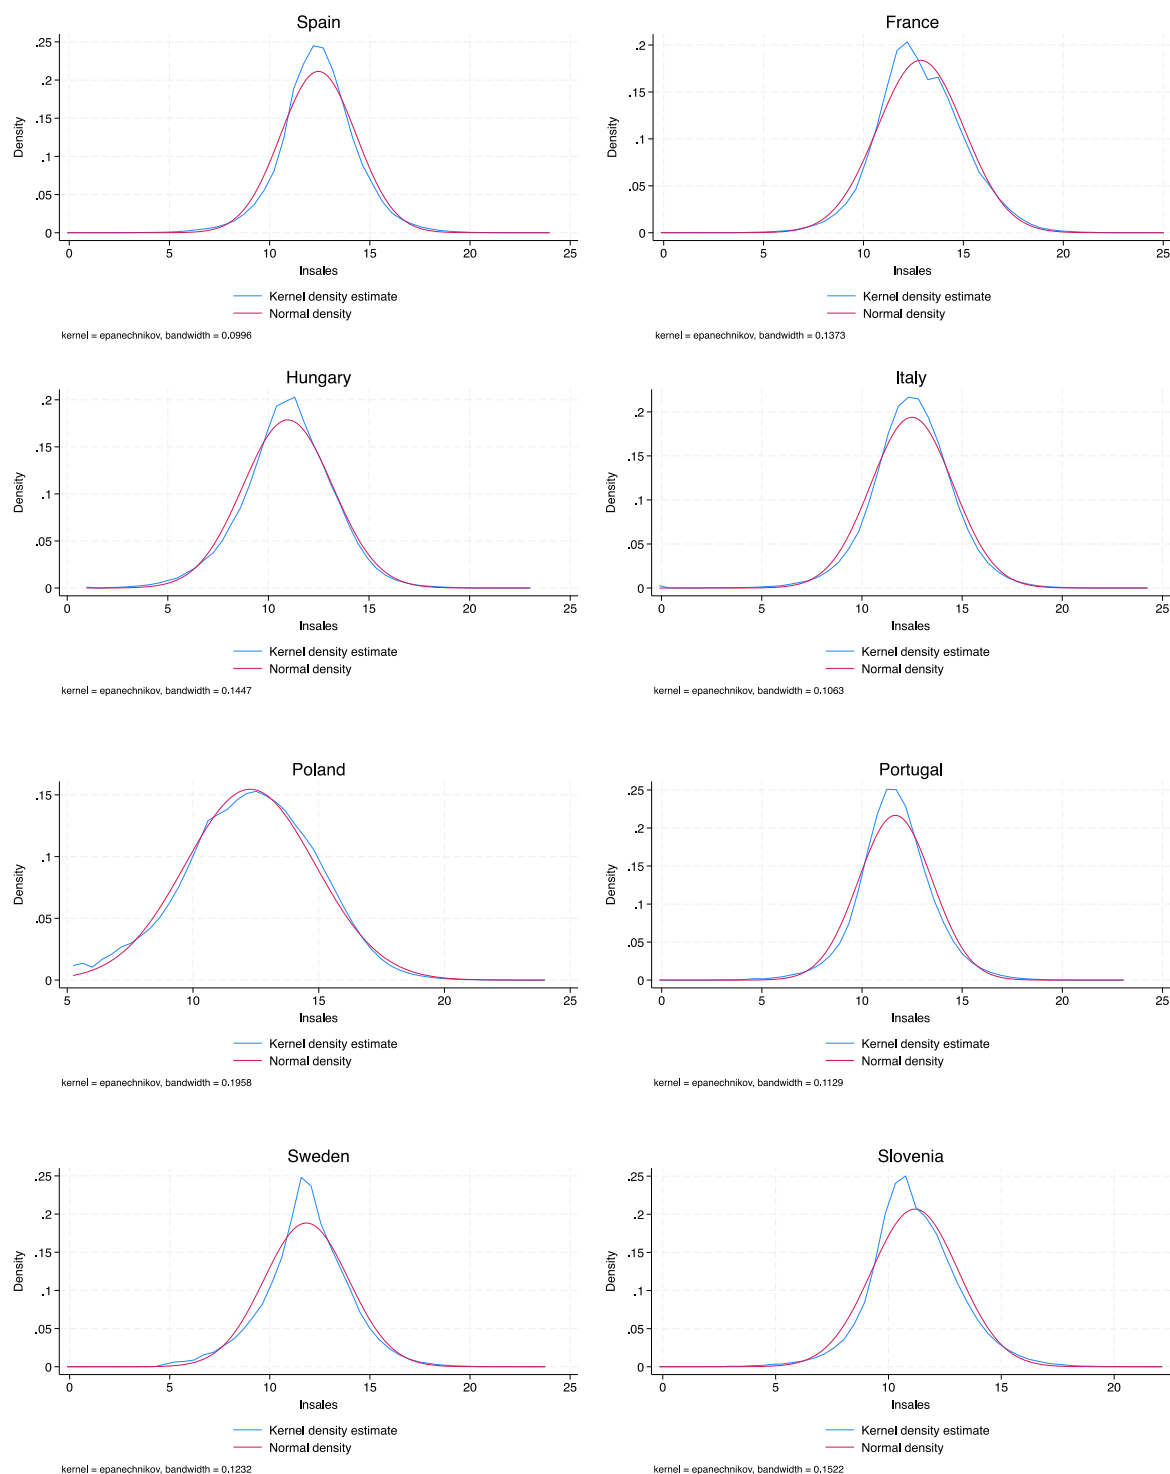 Spain
Density
.25
.2
.15
.1
.05
0
0 5 10 15 20 25
lnsales
Kernel density estimate
Normal density
kernel = epanechnikov, bandwidth = 0.0996
France
Density
.2
.15
.1
.05
0
0 5 10 15 20 25
lnsales
Kernel density estimate
Normal density
kernel = epanechnikov, bandwidth = 0.1373
Hungary
Density
.2
.15
.1
.05
0
0 5 10 15 20 25
lnsales
Kernel density estimate
Normal density
kernel = epanechnikov, bandwidth = 0.1447
Italy
Density
.2
.15
.1
.05
0
0 5 10 15 20 25
lnsales
Kernel density estimate
Normal density
kernel = epanechnikov, bandwidth = 0.1063
Poland
Density
.15
.1
.05
0
5 10 15 20 25
lnsales
Kernel density estimate
Normal density
kernel = epanechnikov, bandwidth = 0.1958
Portugal
Density
.25
.2
.15
.1
.05
0
0 5 10 15 20 25
lnsales
Kernel density estimate
Normal density
kernel = epanechnikov, bandwidth = 0.1129
Sweden
Density
.25
.2
.15
.1
.05
0
0 5 10 15 20 25
lnsales
Kernel density estimate
Normal density
kernel = epanechnikov, bandwidth = 0.1232
Slovenia
Density
.25
.2
.15
.1
.05
0
0 5 10 15 20
lnsales
Kernel density estimate
Normal density
kernel = epanechnikov, bandwidth = 0.1522